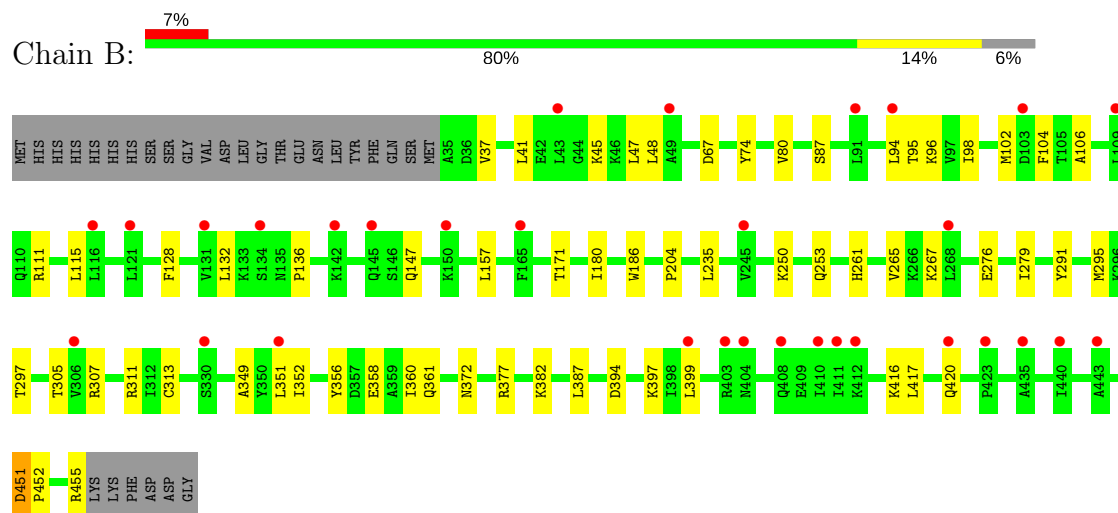 7%
Chain B:
80% 14% 6%
MET HIS HIS HIS HIS HIS HIS SER SER GLY VAL ASP LEU GLY THR GLU ASN LEU TYR PHE GLN SER MET A35 D36 V37 L41 E42 L43 G44 K45 K46 L47 L48 A49 D67 Y74 V80 S87 L91 L94 T95 K96 V97 I98 M102 D103 F104 T105 A106 L109
Q110 R111 L115 L116 L121 F128 V131 L132 K133 S134 N135 P136 K142 Q145 S146 Q147 K150 L157 F165 T171 I180 W186 P204 L235 V245 K250 Q253 H261 V265 K266 K267 L268 E276 I279 Y291 M295 K296
T297 T305 V306 R307 R311 I312 C313 S330 A349 Y350 L351 I352 Y356 D357 E358 A359 I360 Q361 N372 R377 K382 L387 D394 K397 I398 L399 R403 N404 Q408 E409 I410 I411 K412 K416 L417 Q420 P423 A435 I440 A443
D451 P452 R455 LYS LYS PHE ASP ASP GLY